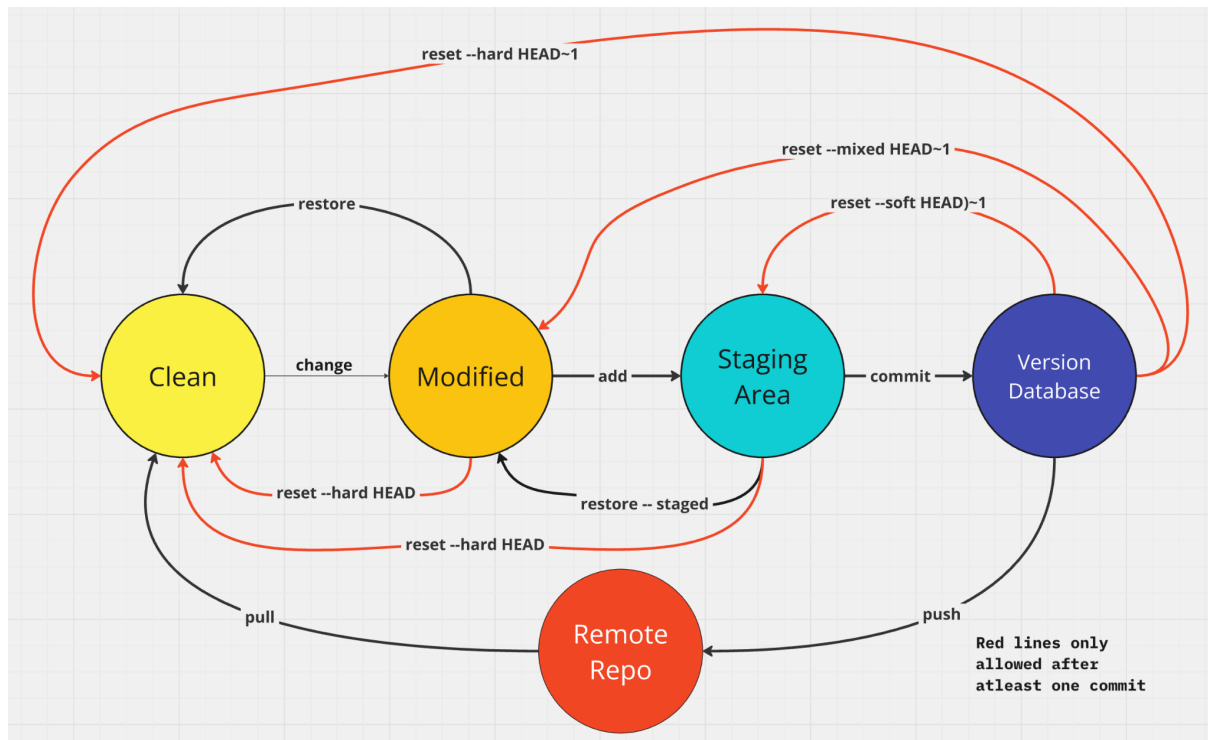 reset --hard HEAD~1
reset --mixed HEAD~1
reset --soft HEAD)~1
restore
Clean
change
Modified
add
Staging
Area
commit
Version
Database
reset --hard HEAD
restore -- staged
reset --hard HEAD
pull
Remote
Repo
push
Red lines only
allowed after
atleast one commit